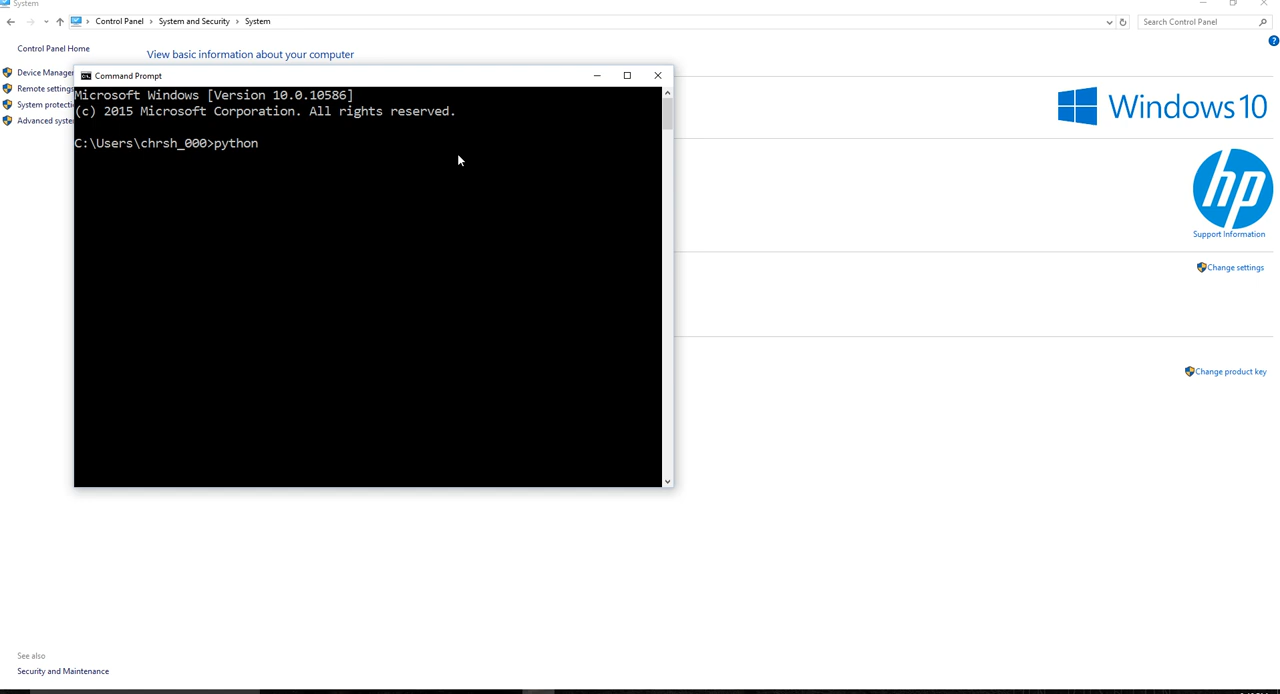 System
Control Panel > System and Security > System
Search Control Panel
Control Panel Home
View basic information about your computer
Device Manage
Remote settings
System protecti
Advanced syste
Command Prompt
Microsoft Windows [Version 10.0.10586]
(c) 2015 Microsoft Corporation. All rights reserved.
C:\Users\chrsh_000>python
Windows 10
hp
Support Information
Change settings
Change product key
See also
Security and Maintenance